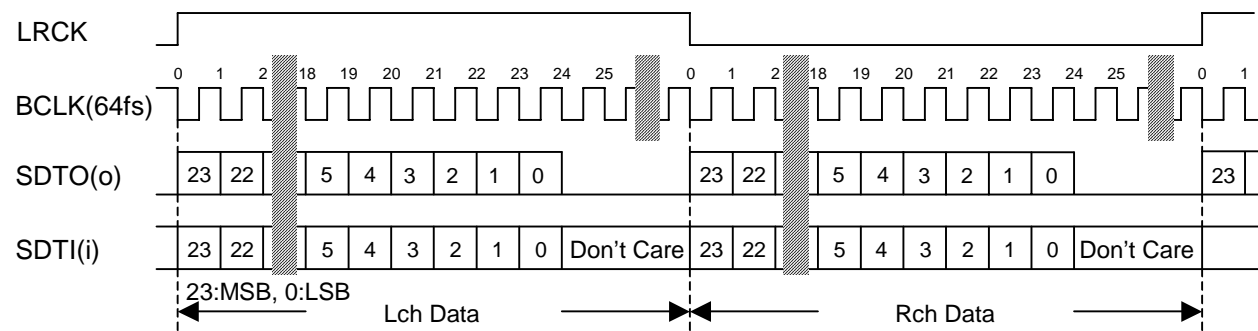 LRCK
0 1 2 18 19 20 21 22 23 24 25 0 1 2 18 19 20 21 22 23 24 25 0 1
BCLK(64fs)
SDTO(o) 23 22 5 4 3 2 1 0 23 22 5 4 3 2 1 0 23
SDTI(i) 23 22 5 4 3 2 1 0 Don't Care 23 22 5 4 3 2 1 0 Don't Care
23:MSB, 0:LSB
Lch Data Rch Data